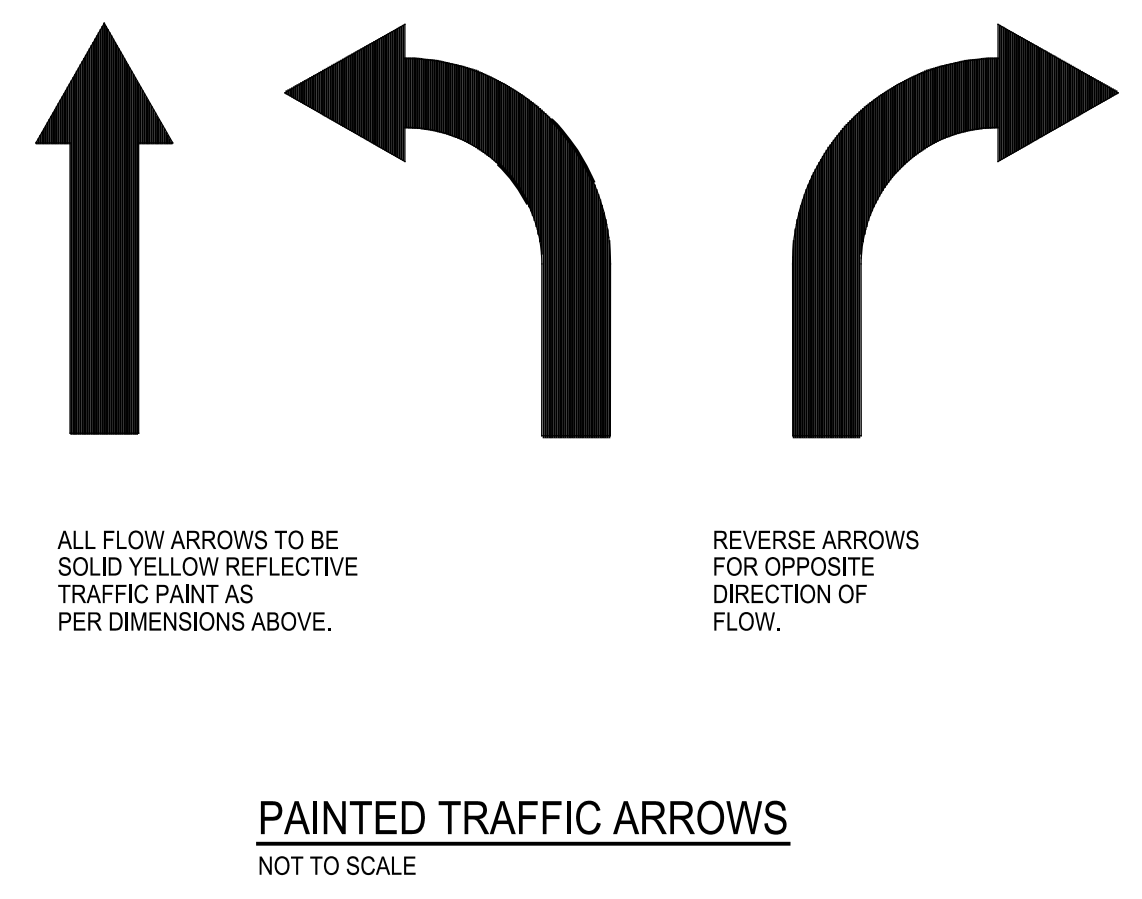 ALL FLOW ARROWS TO BE
SOLID YELLOW REFLECTIVE
TRAFFIC PAINT AS
PER DIMENSIONS ABOVE.
REVERSE ARROWS
FOR OPPOSITE
DIRECTION OF
FLOW.
PAINTED TRAFFIC ARROWS
NOT TO SCALE